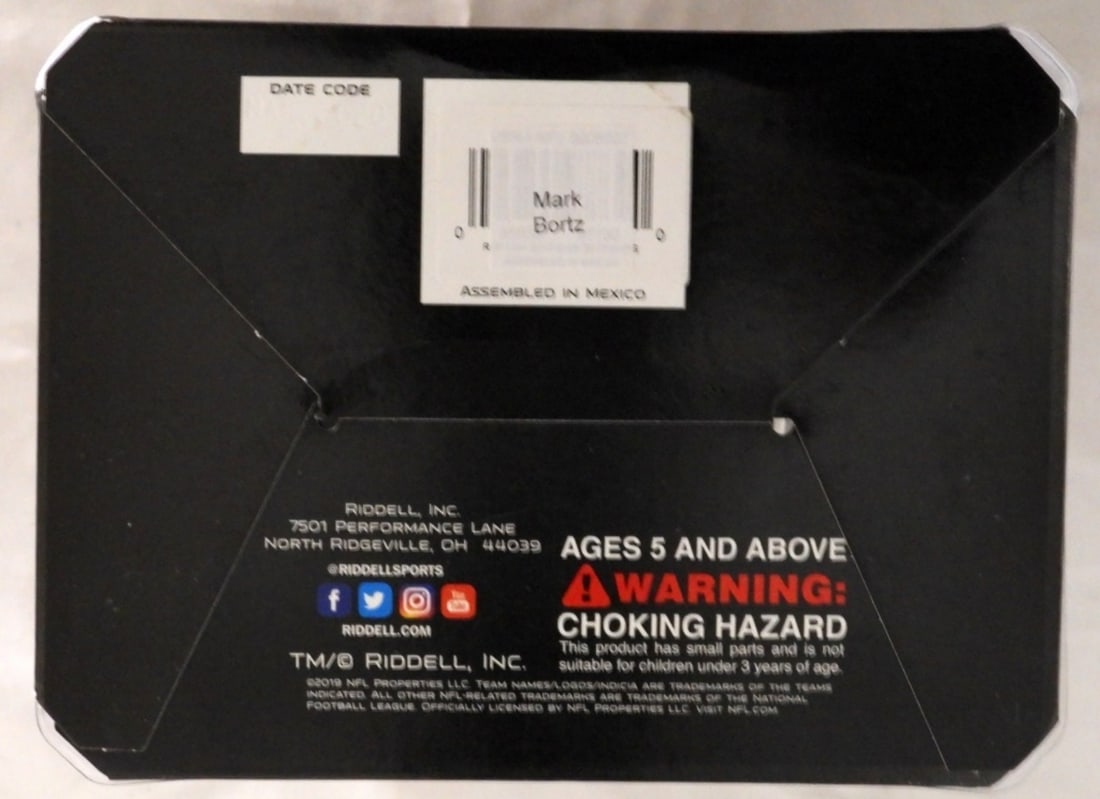 DATE CODE
Mark
Bortz
0
0
R
ASSEMBLED IN MEXICO
RIDDELL, INC.
7501 PERFORMANCE LANE
NORTH RIDGEVILLE, OH 44039
@RIDDELLSPORTS
f
You
Tube
RIDDELL.COM
TM/© RIDDELL, INC.
AGES 5 AND ABOVE
! WARNING:
CHOKING HAZARD
This product has small parts and is not
suitable for children under 3 years of age.
©2019 NFL PROPERTIES LLC. TEAM NAMES/LOGOS/INDICIA ARE TRADEMARKS OF THE TEAMS
INDICATED. ALL OTHER NFL-RELATED TRADEMARKS ARE TRADEMARKS OF THE NATIONAL
FOOTBALL LEAGUE. OFFICIALLY LICENSED BY NFL PROPERTIES LLC. VISIT NFL.COM